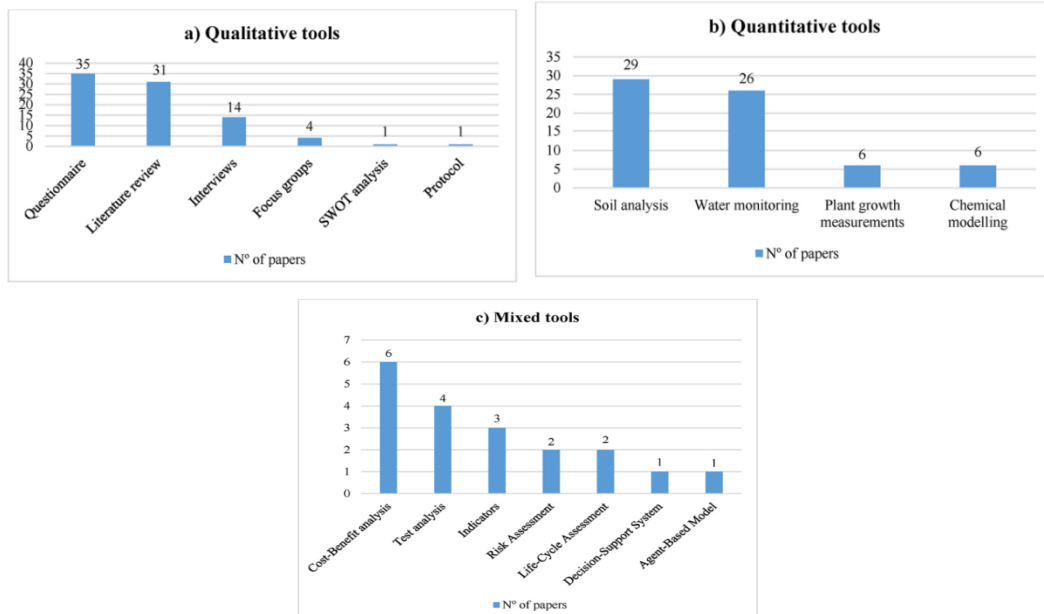 a) Qualitative tools
40
35
30
25
20
15
10
5
0
35
31
14
4
1
1
Questionnaire
Literature review
Interviews
Focus groups
SWOT analysis
Protocol
Nº of papers
b) Quantitative tools
35
30
25
20
15
10
5
0
29
26
6
6
Soil analysis
Water monitoring
Plant growth
measurements
Chemical
modelling
Nº of papers
c) Mixed tools
7
6
5
4
3
2
1
0
6
4
3
2
2
1
1
Cost-Benefit analysis
Test analysis
Indicators
Risk Assessment
Life-Cycle Assessment
Decision-Support System
Agent-Based Model
Nº of papers